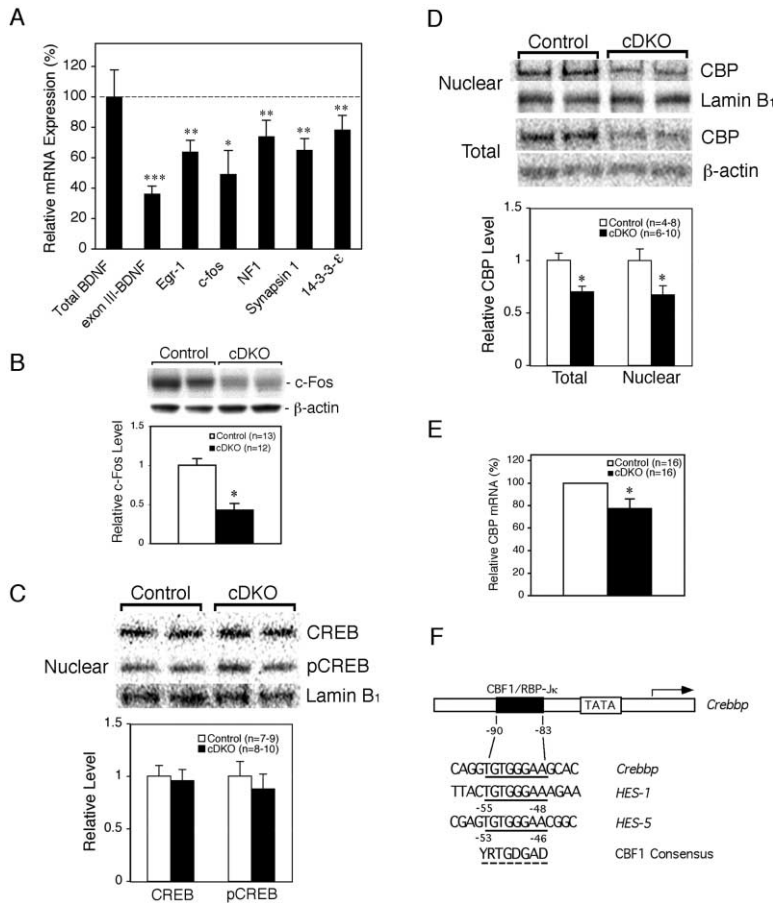 A
Relative mRNA Expression (%)
120
100
80
60
40
20
0
***
**
*
**
**
**
Total BDNF
exon III-BDNF
Egr-1
c-fos
NF1
Synapsin 1
14-3-3-ε
B
Control cDKO
- c-Fos
- β-actin
Relative c-Fos Level
1.5
1
0.5
0
Control (n=13)
cDKO (n=12)
*
C
Control cDKO
Nuclear
CREB
pCREB
Lamin B1
Relative Level
1.5
1
0.5
0
Control (n=7-9)
cDKO (n=8-10)
CREB pCREB
D
Control cDKO
Nuclear
CBP
Lamin B1
Total
CBP
β-actin
Relative CBP Level
1.5
1
0.5
0
Control (n=4-8)
cDKO (n=6-10)
* *
Total Nuclear
E
Relative CBP mRNA (%)
120
100
80
60
40
20
0
Control (n=16)
cDKO (n=16)
*
F
CBF1/RBP-Jκ
TATA
Crebbp
-90 -83
CAGGTGTGGGAAGCAC Crebbp
TTACTGTGGGAAAGAA HES-1
-55 -48
CGAGTGTGGGAACGGC HES-5
-53 -46
YRTGDGAD CBF1 Consensus